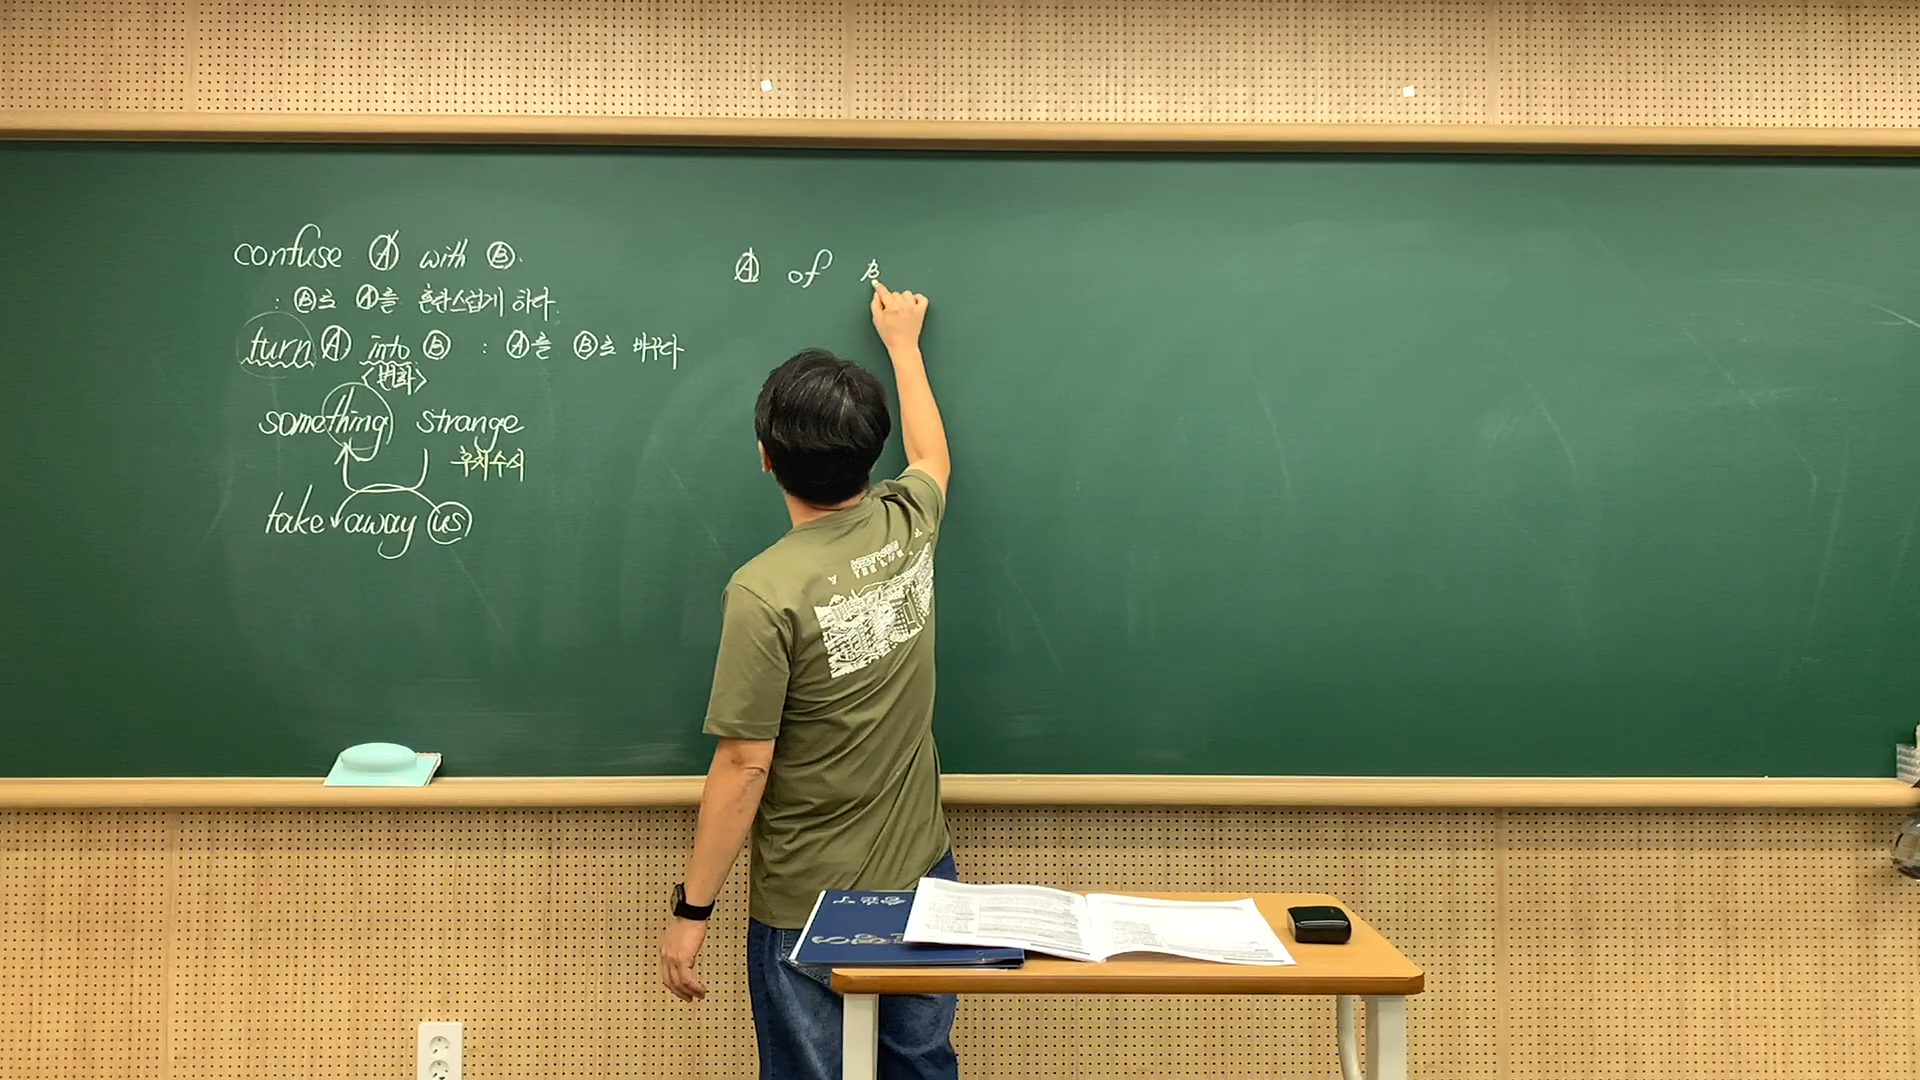 confuse Ⓐ with Ⓑ.
: Ⓑ로 Ⓐ를 혼란스럽게 하다.
turn Ⓐ into Ⓑ : Ⓐ를 Ⓑ로 바꾸다
<변화>
something strange
후치수식
take away us
Ⓐ of B